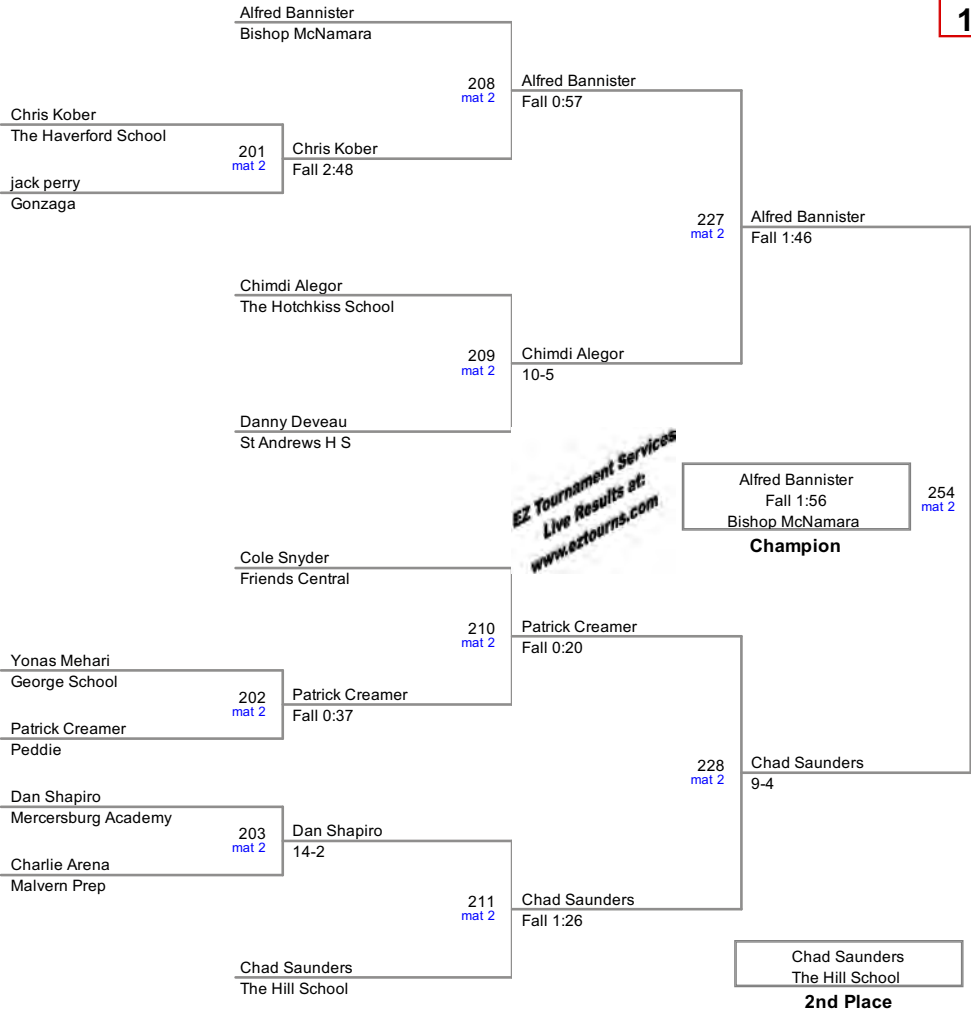 Alfred Bannister
Bishop McNamara
1
208
mat 2
Alfred Bannister
Fall 0:57
Chris Kober
The Haverford School
201
mat 2
Chris Kober
Fall 2:48
jack perry
Gonzaga
227
mat 2
Alfred Bannister
Fall 1:46
Chimdi Alegor
The Hotchkiss School
209
mat 2
Chimdi Alegor
10-5
Danny Deveau
St Andrews H S
EZ Tournament Services
Live Results at:
www.eztourns.com
Alfred Bannister
Fall 1:56
Bishop McNamara
Champion
254
mat 2
Cole Snyder
Friends Central
210
mat 2
Patrick Creamer
Fall 0:20
Yonas Mehari
George School
202
mat 2
Patrick Creamer
Fall 0:37
Patrick Creamer
Peddie
228
mat 2
Chad Saunders
9-4
Dan Shapiro
Mercersburg Academy
203
mat 2
Dan Shapiro
14-2
Charlie Arena
Malvern Prep
211
mat 2
Chad Saunders
Fall 1:26
Chad Saunders
The Hill School
Chad Saunders
The Hill School
2nd Place